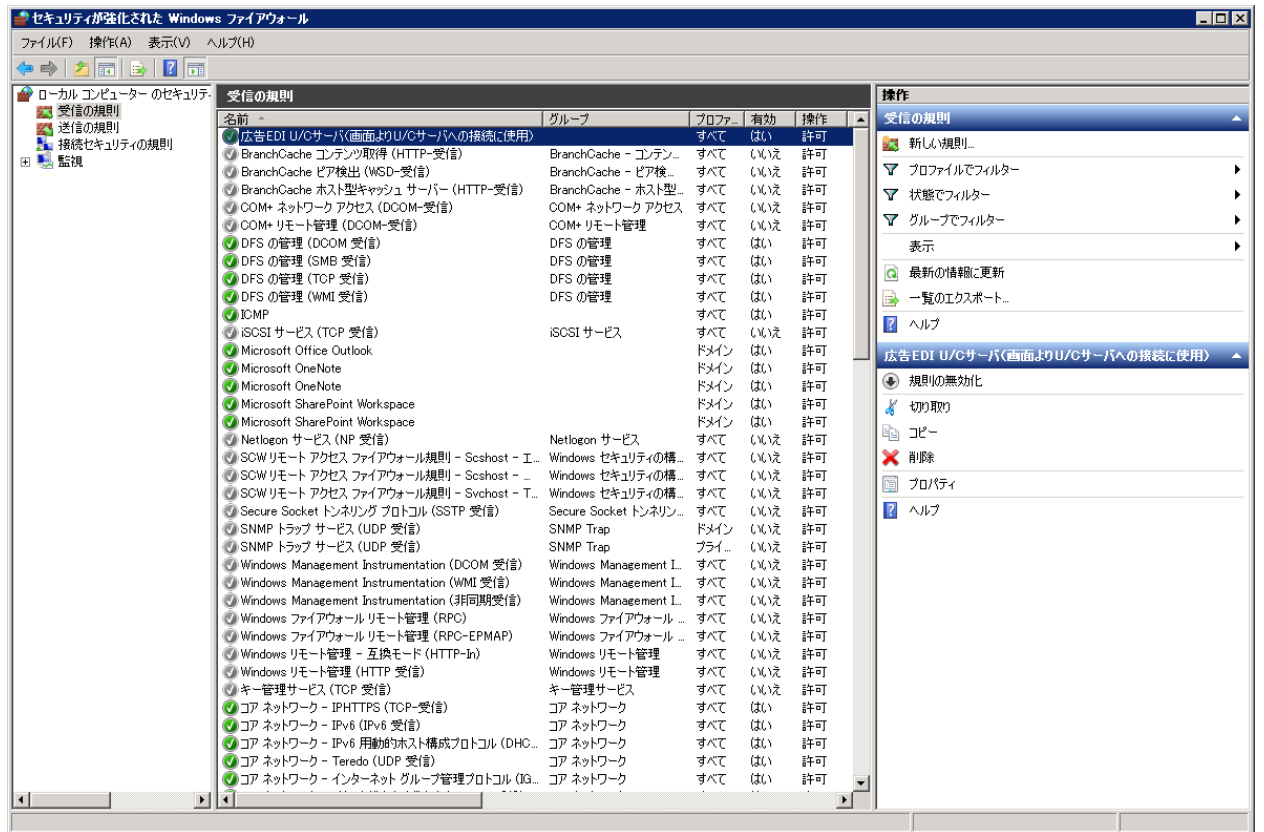 セキュリティが強化された Windows ファイアウォール
ファイル(F) 操作(A) 表示(V) ヘルプ(H)
ローカル コンピューター のセキュリテ
受信の規則
送信の規則
接続セキュリティの規則
監視
受信の規則
名前 グループ プロファ... 有効 操作
広告EDI U/Cサーバ(画面よりU/Cサーバへの接続に使用) すべて はい 許可
BranchCache コンテンツ取得 (HTTP-受信) BranchCache - コンテン... すべて いいえ 許可
BranchCache ピア検出 (WSD-受信) BranchCache - ピア検... すべて いいえ 許可
BranchCache ホスト型キャッシュ サーバー (HTTP-受信) BranchCache - ホスト型... すべて いいえ 許可
COM+ ネットワーク アクセス (DCOM-受信) COM+ ネットワーク アクセス すべて いいえ 許可
COM+ リモート管理 (DCOM-受信) COM+ リモート管理 すべて いいえ 許可
DFS の管理 (DCOM 受信) DFS の管理 すべて はい 許可
DFS の管理 (SMB 受信) DFS の管理 すべて はい 許可
DFS の管理 (TCP 受信) DFS の管理 すべて はい 許可
DFS の管理 (WMI 受信) DFS の管理 すべて はい 許可
ICMP すべて はい 許可
iSCSI サービス (TCP 受信) iSCSI サービス すべて いいえ 許可
Microsoft Office Outlook ドメイン はい 許可
Microsoft OneNote ドメイン はい 許可
Microsoft OneNote ドメイン はい 許可
Microsoft SharePoint Workspace ドメイン はい 許可
Microsoft SharePoint Workspace ドメイン はい 許可
Netlogon サービス (NP 受信) Netlogon サービス すべて いいえ 許可
SCW リモート アクセス ファイアウォール規則 - Scshost - エ... Windows セキュリティの構... すべて いいえ 許可
SCW リモート アクセス ファイアウォール規則 - Scshost - ... Windows セキュリティの構... すべて いいえ 許可
SCW リモート アクセス ファイアウォール規則 - Svchost - T... Windows セキュリティの構... すべて いいえ 許可
Secure Socket トンネリング プロトコル (SSTP 受信) Secure Socket トンネリン... すべて いいえ 許可
SNMP トラップ サービス (UDP 受信) SNMP Trap ドメイン いいえ 許可
SNMP トラップ サービス (UDP 受信) SNMP Trap プライ... いいえ 許可
Windows Management Instrumentation (DCOM 受信) Windows Management I... すべて いいえ 許可
Windows Management Instrumentation (WMI 受信) Windows Management I... すべて いいえ 許可
Windows Management Instrumentation (非同期受信) Windows Management I... すべて いいえ 許可
Windows ファイアウォール リモート管理 (RPC) Windows ファイアウォール ... すべて いいえ 許可
Windows ファイアウォール リモート管理 (RPC-EPMAP) Windows ファイアウォール ... すべて いいえ 許可
Windows リモート管理 - 互換モード (HTTP-In) Windows リモート管理 すべて いいえ 許可
Windows リモート管理 (HTTP 受信) Windows リモート管理 すべて いいえ 許可
キー管理サービス (TCP 受信) キー管理サービス すべて いいえ 許可
コア ネットワーク - IPHTTPS (TCP-受信) コア ネットワーク すべて はい 許可
コア ネットワーク - IPv6 (IPv6 受信) コア ネットワーク すべて はい 許可
コア ネットワーク - IPv6 用動的ホスト構成プロトコル (DHC... コア ネットワーク すべて はい 許可
コア ネットワーク - Teredo (UDP 受信) コア ネットワーク すべて はい 許可
コア ネットワーク - インターネット グループ管理プロトコル (IG... コア ネットワーク すべて はい 許可
操作
受信の規則
新しい規則...
プロファイルでフィルター
状態でフィルター
グループでフィルター
表示
最新の情報に更新
一覧のエクスポート...
ヘルプ
広告EDI U/Cサーバ(画面よりU/Cサーバへの接続に使用)
規則の無効化
切り取り
コピー
削除
プロパティ
ヘルプ